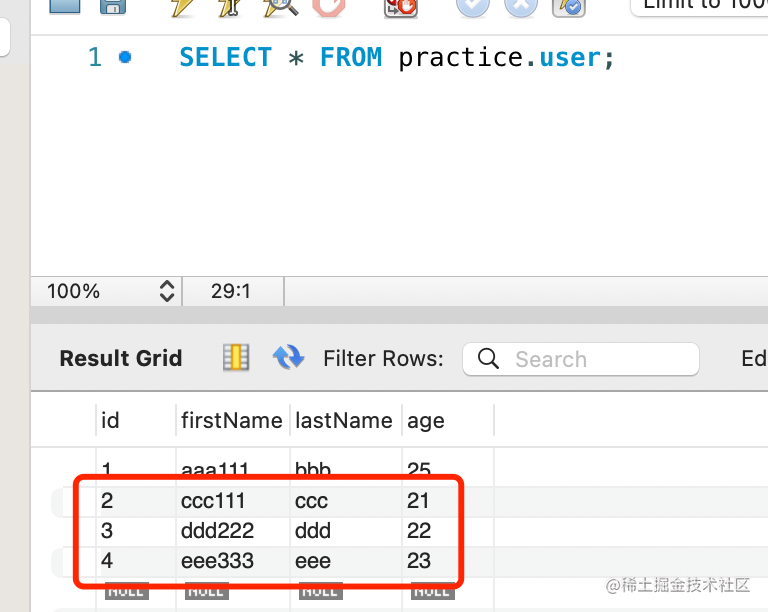 Limit to 100
1 SELECT * FROM practice.user;
100% 29:1
Result Grid Filter Rows: Search Ed
id firstName lastName age
1 aaa111 bbb 25
2 ccc111 ccc 21
3 ddd222 ddd 22
4 eee333 eee 23
NULL NULL NULL NULL
@稀土掘金技术社区